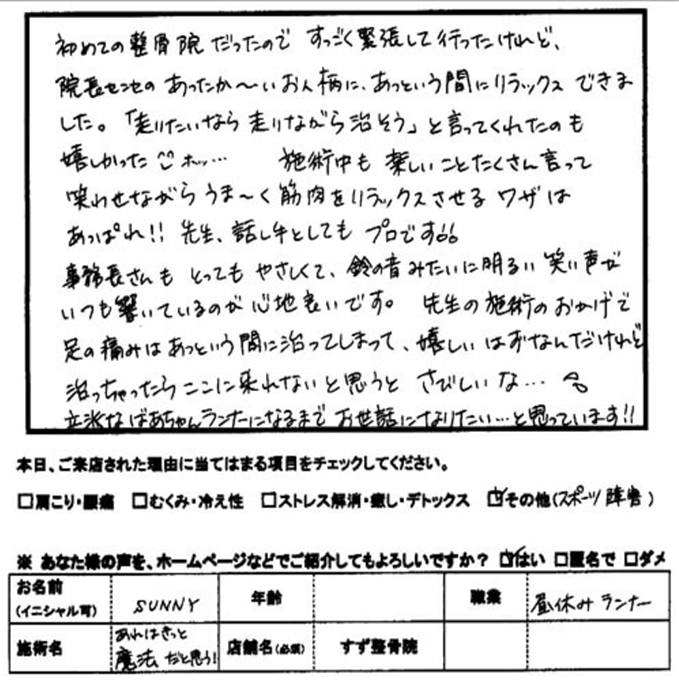 初めての整骨院だったので すっごく緊張して行ったけれど、
院長センセのあったか〜いお人柄に、あっという間にリラックスできま
した。「走りたいなら走りながら治そう」と言ってくれたのも
嬉しかった ホッ… 施術中も楽しいことたくさん言って
笑わせながらうま〜く筋肉をリラックスさせるワザは
あっぱれ!! 先生、話し手としてもプロです
事務長さんもとってもやさしくて、鈴の音みたいに明るい笑い声が
いつも響いているのが心地良いです。 先生の施術のおかげで
足の痛みはあっという間に治ってしまって、嬉しいはずなんだけれど
治っちゃったらここに来れないと思うと さびしいな…
立派なばあちゃんランナーになるまでお世話になりたい…と思っています!!
本日、ご来店された理由に当てはまる項目をチェックしてください。
□肩こり・腰痛 □むくみ・冷え性 □ストレス解消・癒し・デトックス ☑その他(スポーツ障害)
※ あなた様の声を、ホームページなどでご紹介してもよろしいですか? ☑はい □匿名で □ダメ
お名前 (イニシャル可) SUNNY 年齢 職業 昼休みランナー
施術名 あれはきっと魔法だと思う! 店舗名(必須) すず整骨院